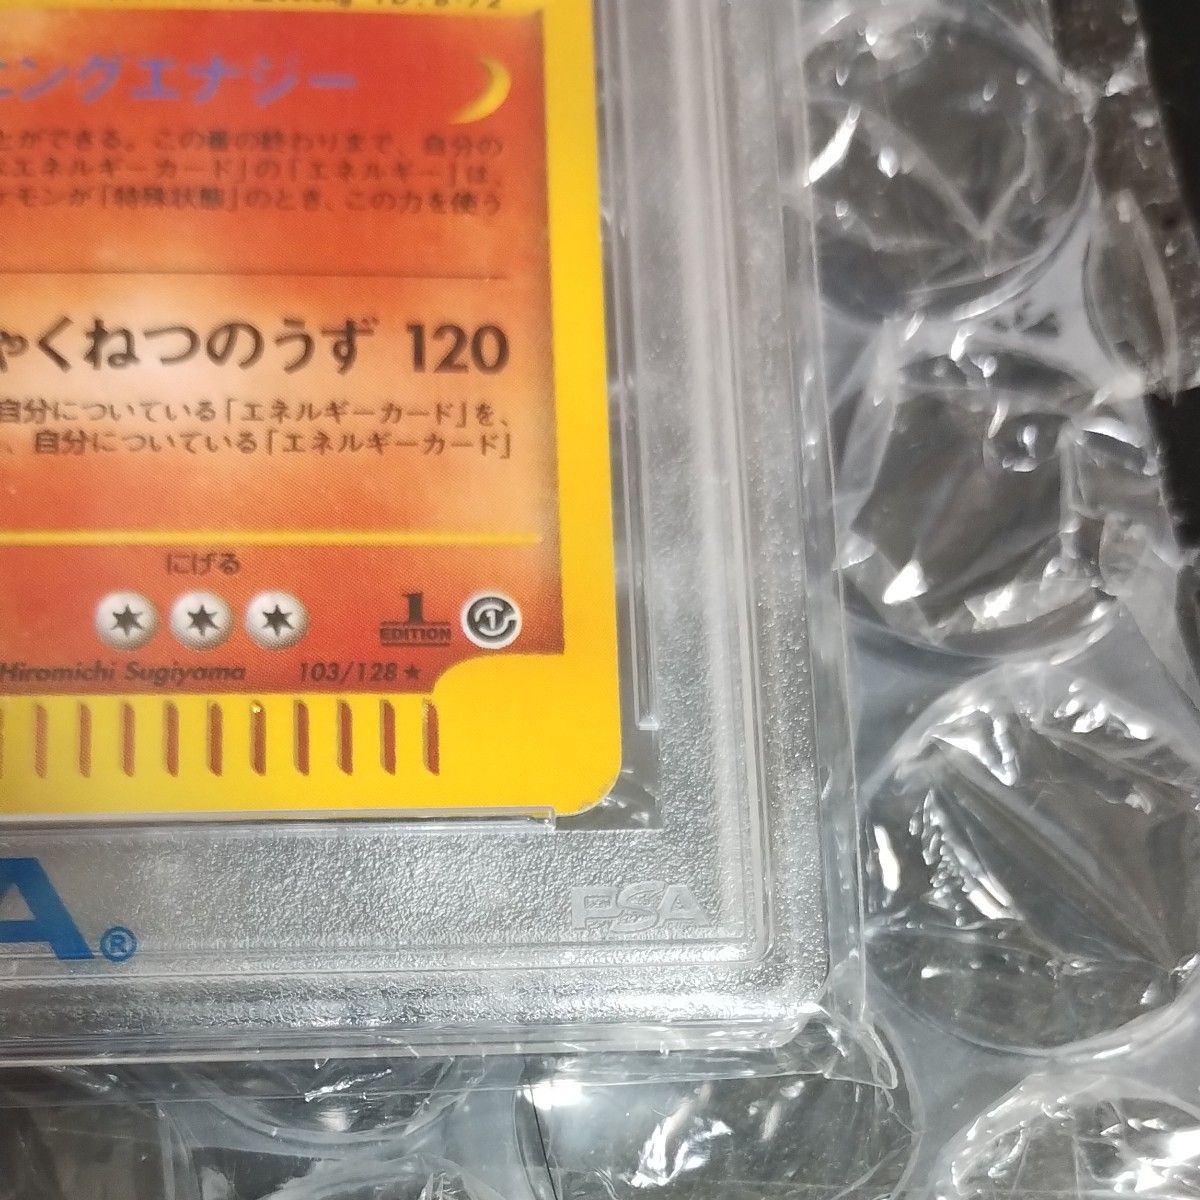 ニングエナジー
とができる。この番の終わりまで、自分の
エネルギーカード」の「エネルギー」は、
ケモンが「特殊状態」のとき、この力を使う
ゃくねつのうず 120
自分についている「エネルギーカード」を、
、自分についている「エネルギーカード」
にげる
1 EDITION
Hiromichi Sugiyama 103/128★
A®
PSA